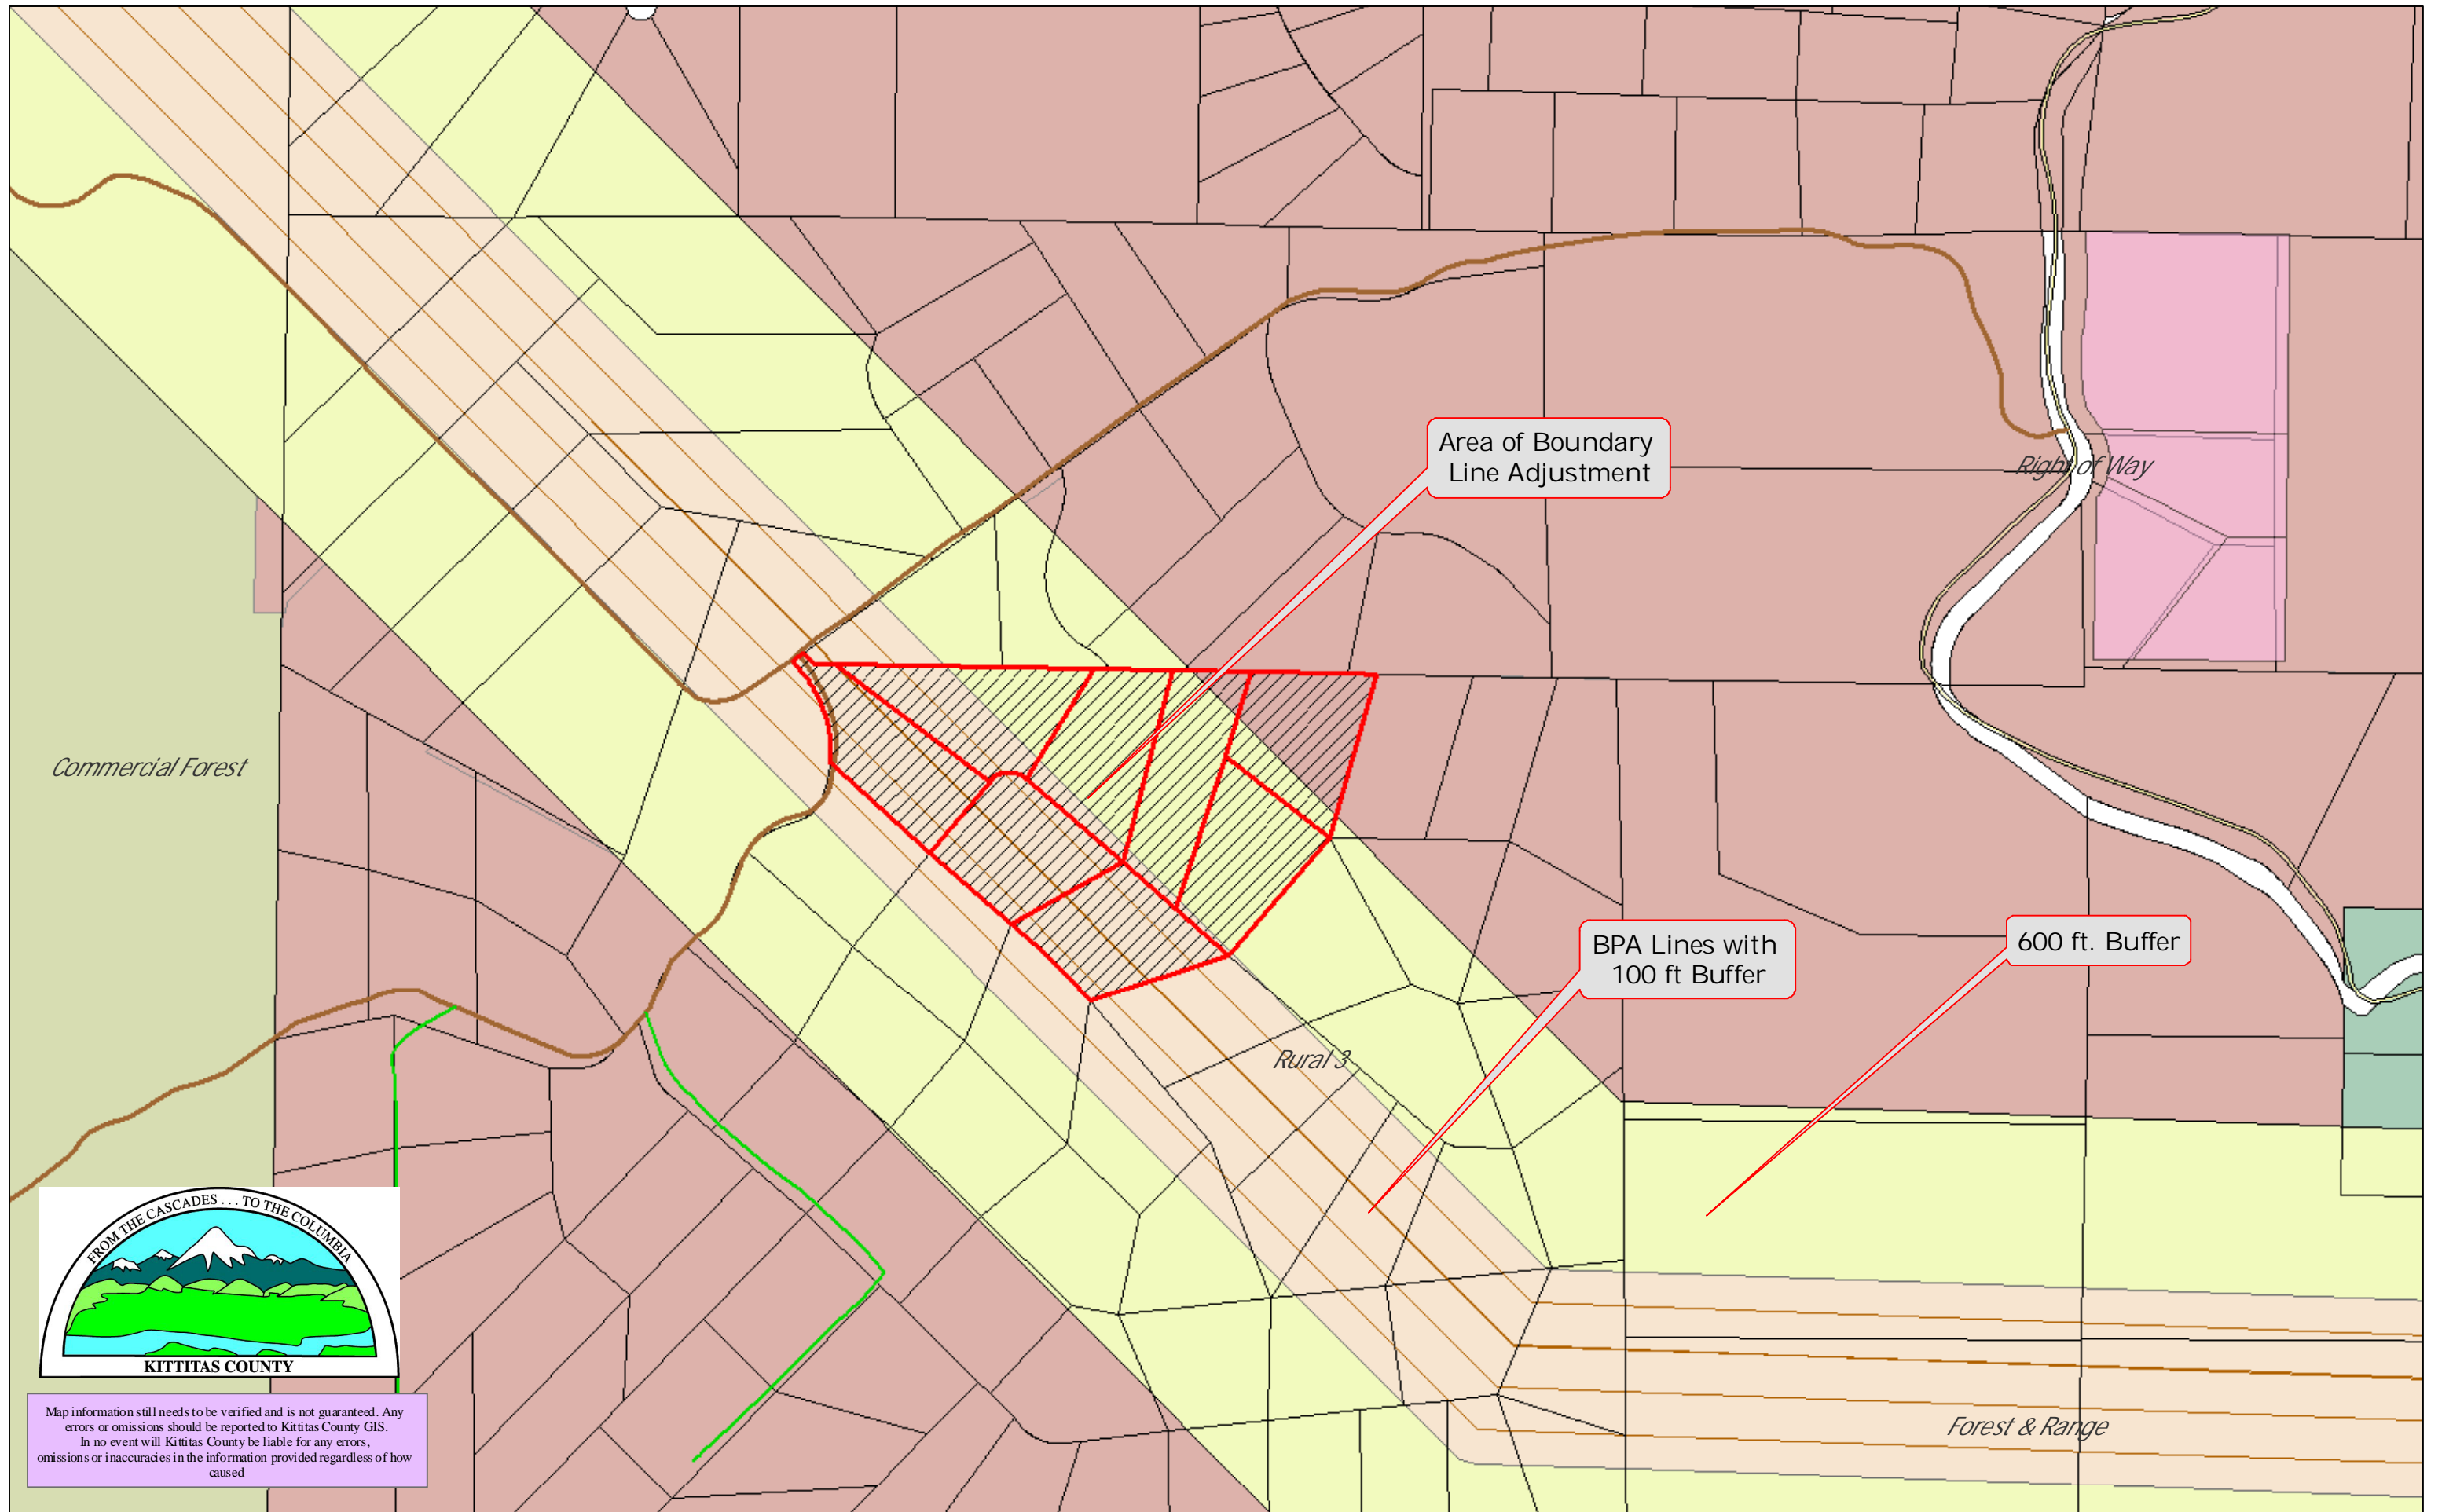 Area of Boundary
Line Adjustment
Right of Way
Commercial Forest
BPA Lines with
100 ft Buffer
600 ft. Buffer
Rural 3
FROM THE CASCADES . . . TO THE COLUMBIA
KITTITAS COUNTY
Map information still needs to be verified and is not guaranteed. Any
errors or omissions should be reported to Kittitas County GIS.
In no event will Kittitas County be liable for any errors,
omissions or inaccuracies in the information provided regardless of how
caused
Forest & Range